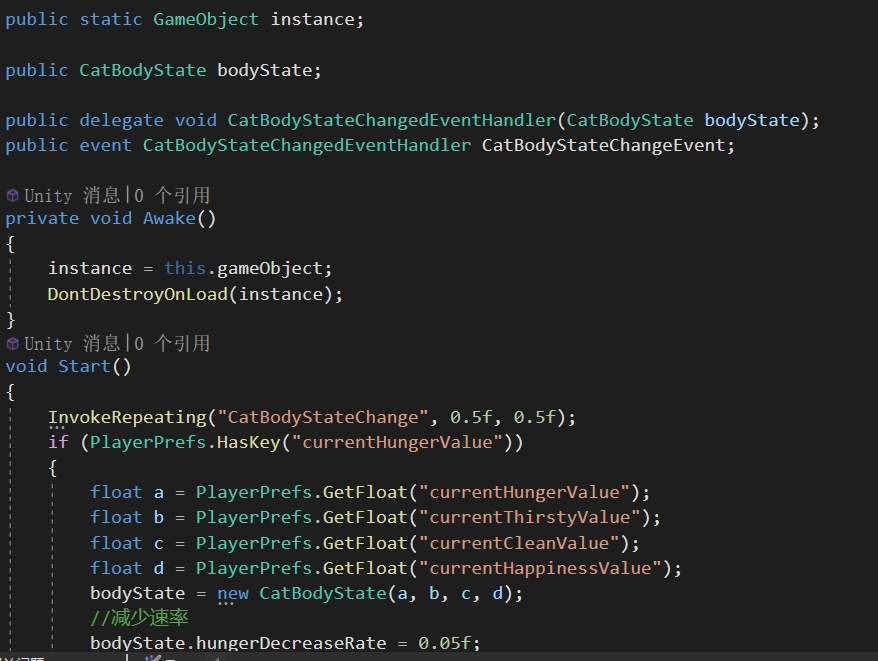 public static GameObject instance;
public CatBodyState bodyState;
public delegate void CatBodyStateChangedEventHandler(CatBodyState bodyState);
public event CatBodyStateChangedEventHandler CatBodyStateChangeEvent;
Unity 消息|0 个引用
private void Awake()
{
instance = this.gameObject;
DontDestroyOnLoad(instance);
}
Unity 消息|0 个引用
void Start()
{
InvokeRepeating("CatBodyStateChange", 0.5f, 0.5f);
if (PlayerPrefs.HasKey("currentHungerValue"))
{
float a = PlayerPrefs.GetFloat("currentHungerValue");
float b = PlayerPrefs.GetFloat("currentThirstyValue");
float c = PlayerPrefs.GetFloat("currentCleanValue");
float d = PlayerPrefs.GetFloat("currentHappinessValue");
bodyState = new CatBodyState(a, b, c, d);
//减少速率
bodyState.hungerDecreaseRate = 0.05f;